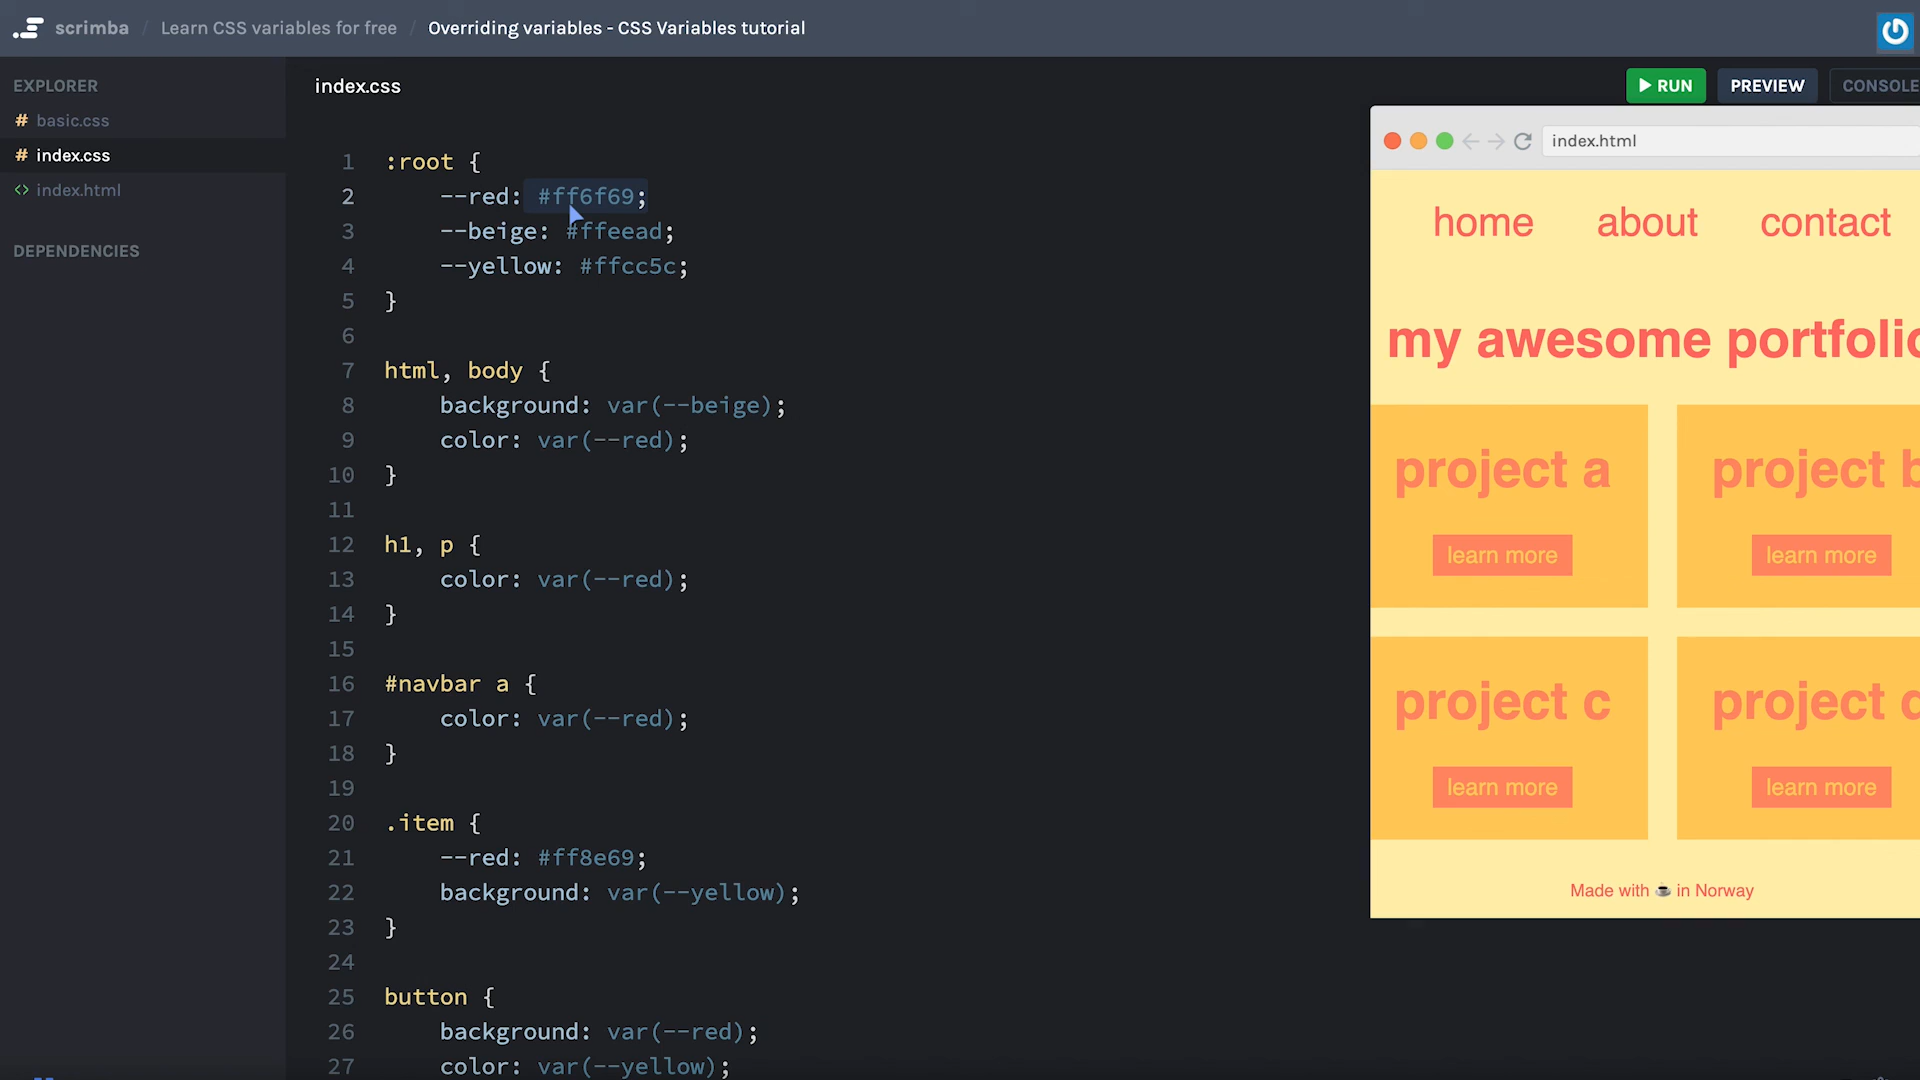 scrimba / Learn CSS variables for free / Overriding variables - CSS Variables tutorial
EXPLORER
# basic.css
# index.css
<> index.html
DEPENDENCIES
index.css
RUN PREVIEW CONSOLE
1 :root {
2 --red: #ff6f69;
3 --beige: #ffeead;
4 --yellow: #ffcc5c;
5 }
6
7 html, body {
8 background: var(--beige);
9 color: var(--red);
10 }
11
12 h1, p {
13 color: var(--red);
14 }
15
16 #navbar a {
17 color: var(--red);
18 }
19
20 .item {
21 --red: #ff8e69;
22 background: var(--yellow);
23 }
24
25 button {
26 background: var(--red);
27 color: var(--yellow);
index.html
home about contact
my awesome portfolio
project a project b
learn more learn more
project c project d
learn more learn more
Made with ☕ in Norway